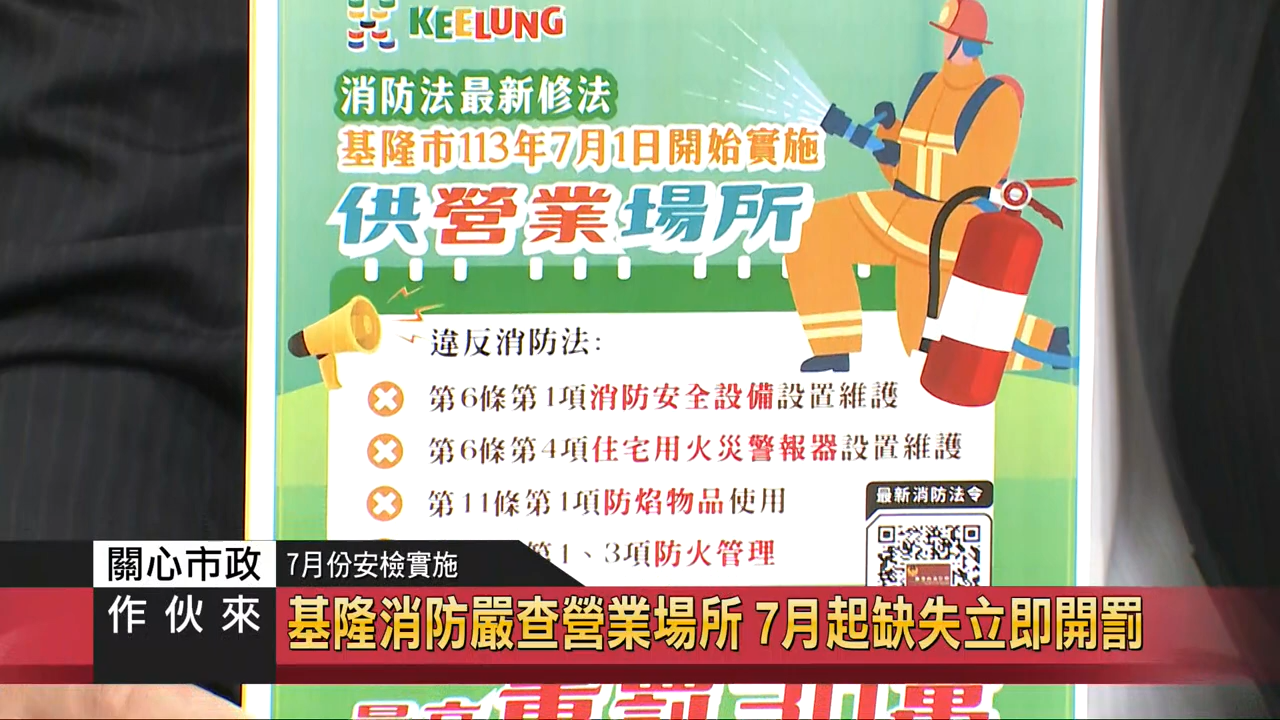 KEELUNG
消防法最新修法
基隆市113年7月1日開始實施
供營業場所
違反消防法:
第6條第1項消防安全設備設置維護
第6條第4項住宅用火災警報器設置維護
第11條第1項防焰物品使用
最新消防法令
第1、3項防火管理
關心市政
作伙來
7月份安檢實施
基隆消防嚴查營業場所 7月起缺失立即開罰